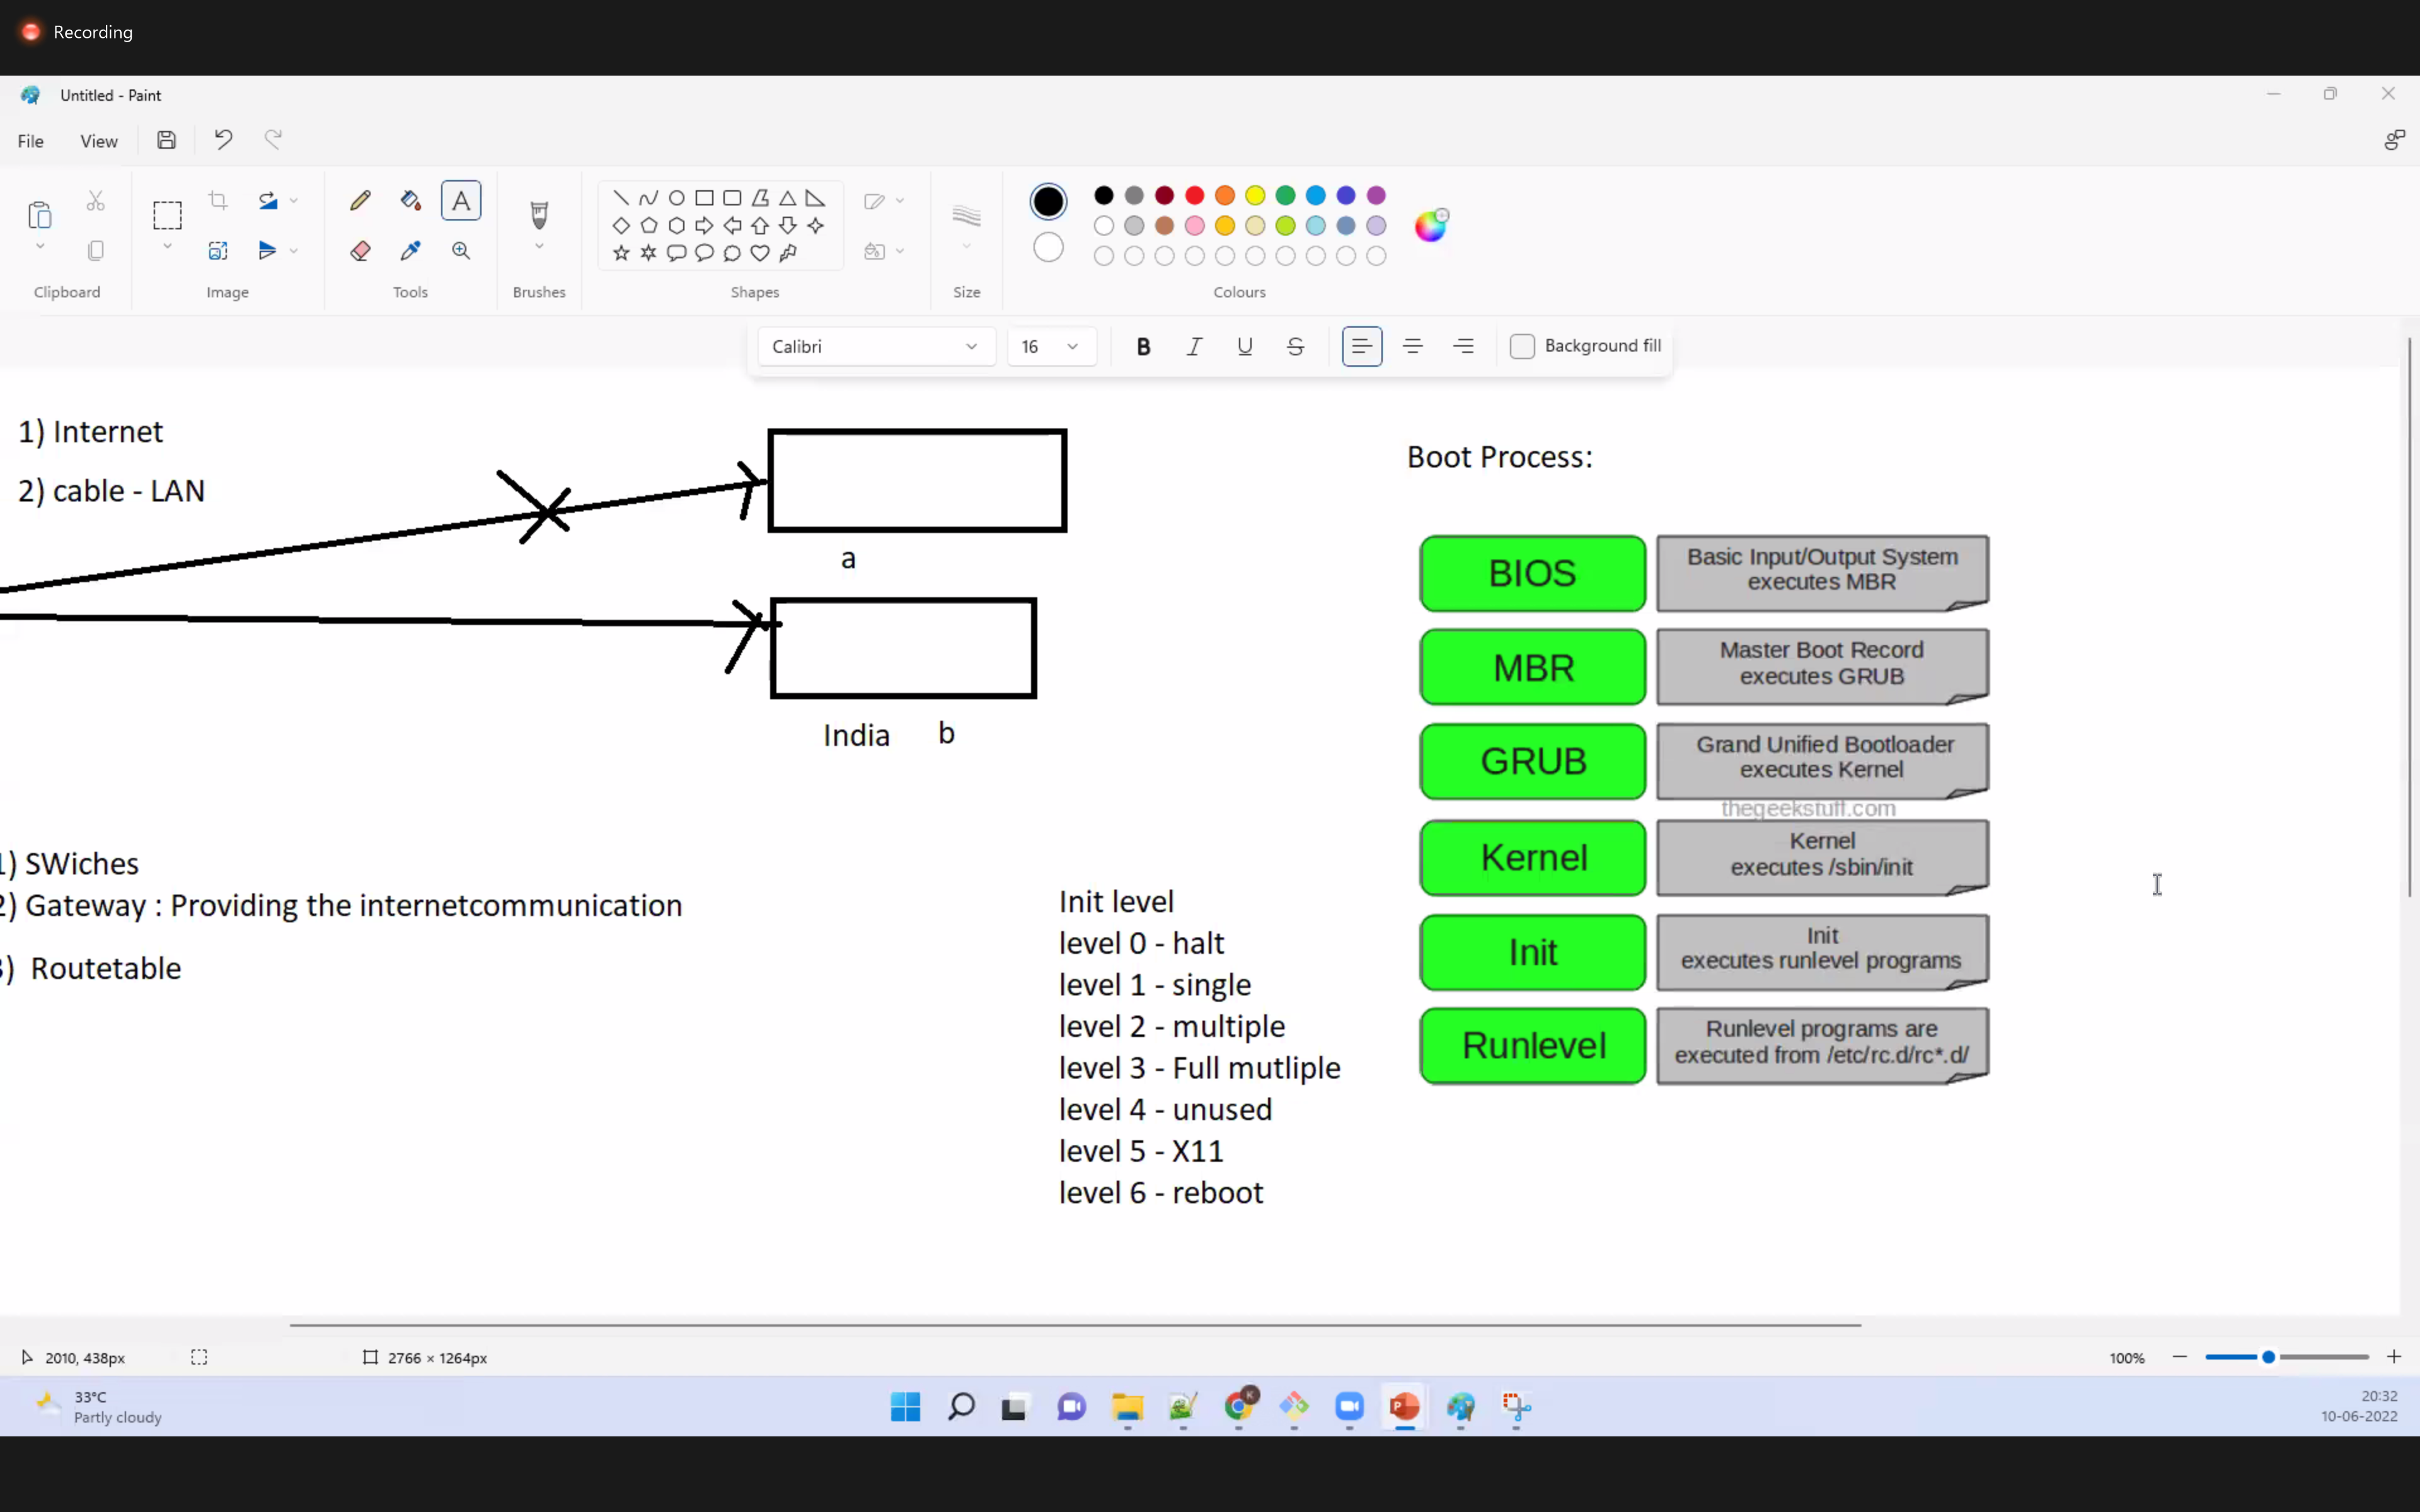 Recording
Untitled - Paint
File View
Clipboard
Image
Tools
Brushes
Shapes
Size
Colours
Calibri 16 B I U S Background fill
1) Internet
2) cable - LAN
a
India b
1) SWiches
2) Gateway : Providing the internetcommunication
3) Routetable
Init level
level 0 - halt
level 1 - single
level 2 - multiple
level 3 - Full mutliple
level 4 - unused
level 5 - X11
level 6 - reboot
Boot Process:
BIOS
Basic Input/Output System
executes MBR
MBR
Master Boot Record
executes GRUB
GRUB
Grand Unified Bootloader
executes Kernel
thegeekstuff.com
Kernel
Kernel
executes /sbin/init
Init
Init
executes runlevel programs
Runlevel
Runlevel programs are
executed from /etc/rc.d/rc*.d/
2010, 438px
2766 × 1264px
100%
33°C
Partly cloudy
20:32
10-06-2022